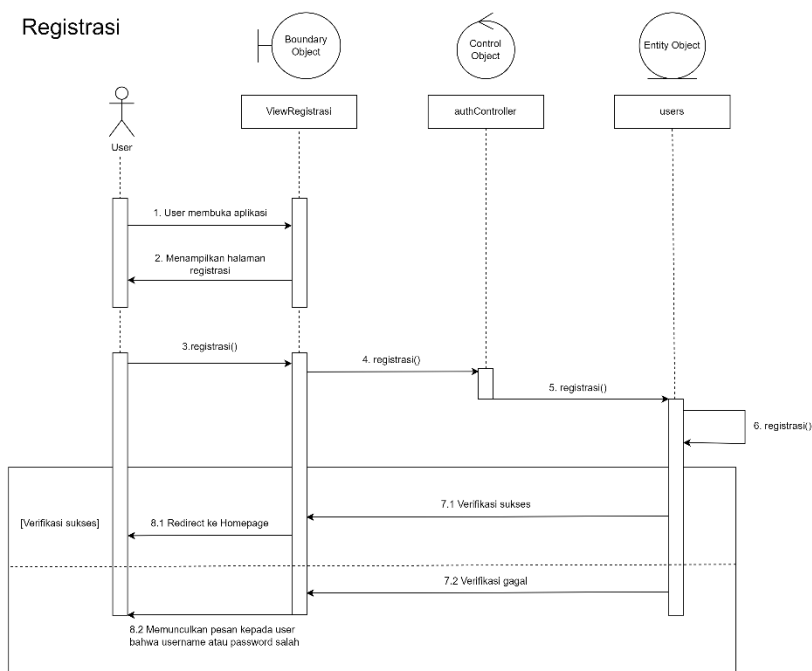 Registrasi
Boundary
Object
Control
Object
Entity Object
ViewRegistrasi
authController
users
User
1. User membuka aplikasi
2. Menampilkan halaman
registrasi
3.registrasi()
4. registrasi()
5. registrasi()
6. registrasi()
7.1 Verifikasi sukses
[Verifikasi sukses]
8.1 Redirect ke Homepage
7.2 Verifikasi gagal
8.2 Memunculkan pesan kepada user
bahwa username atau password salah